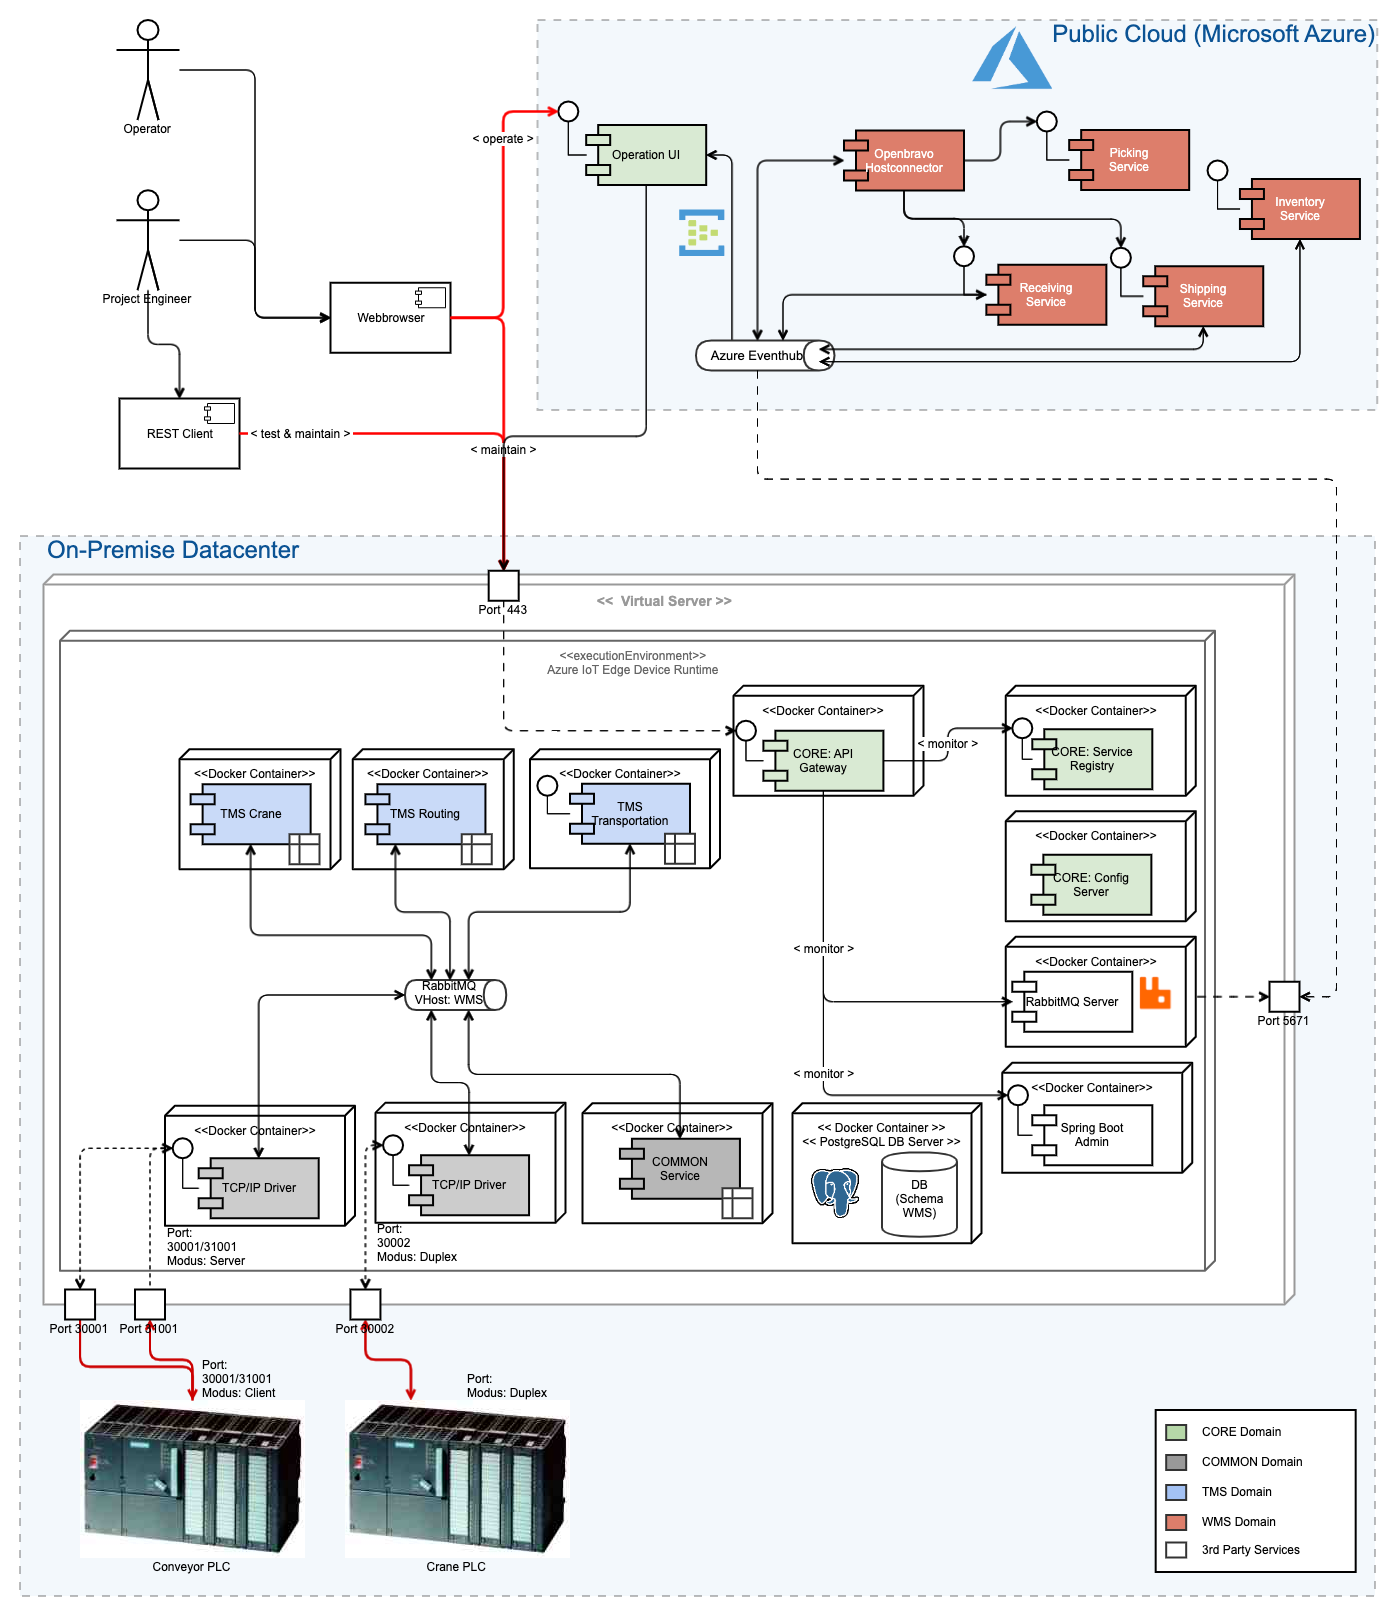 Public Cloud (Microsoft Azure)
Operator
< operate >
Operation UI
Openbravo
Hostconnector
Picking
Service
Inventory
Service
Receiving
Service
Shipping
Service
Project Engineer
Webbrowser
Azure Eventhub
REST Client
< test & maintain >
< maintain >
On-Premise Datacenter
Port  443
<<  Virtual Server >>
<<executionEnvironment>>
Azure IoT Edge Device Runtime
<<Docker Container>>
CORE: API
Gateway
< monitor >
<<Docker Container>>
CORE: Service
Registry
<<Docker Container>>
TMS Crane
<<Docker Container>>
TMS Routing
<<Docker Container>>
TMS
Transportation
<<Docker Container>>
CORE: Config
Server
< monitor >
<<Docker Container>>
RabbitMQ Server
RabbitMQ
VHost: WMS
Port 5671
< monitor >
<<Docker Container>>
Spring Boot
Admin
<<Docker Container>>
TCP/IP Driver
<<Docker Container>>
TCP/IP Driver
<<Docker Container>>
COMMON
Service
<< Docker Container >>
<< PostgreSQL DB Server >>
DB
(Schema
WMS)
Port:
30001/31001
Modus: Server
Port:
30002
Modus: Duplex
Port 30001
Port 31001
Port 30002
Port:
30001/31001
Modus: Client
Port:
Modus: Duplex
Conveyor PLC
Crane PLC
CORE Domain
COMMON Domain
TMS Domain
WMS Domain
3rd Party Services